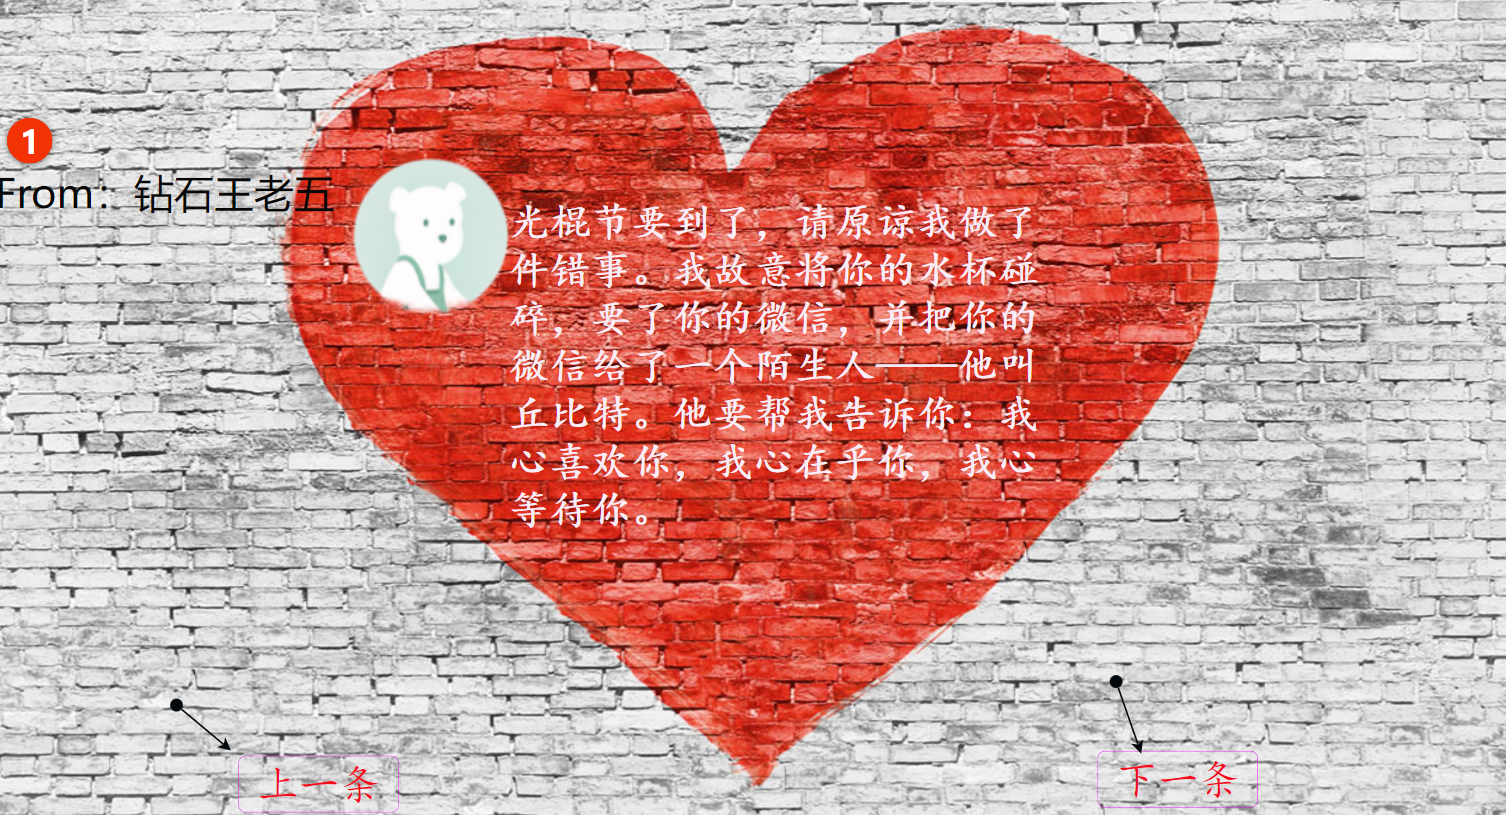 1
From：钻石王老五
光棍节要到了，请原谅我做了
件错事。我故意将你的水杯碰
碎，要了你的微信，并把你的
微信给了一个陌生人——他叫
丘比特。他要帮我告诉你：我
心喜欢你，我心在乎你，我心
等待你。
上一条
下一条